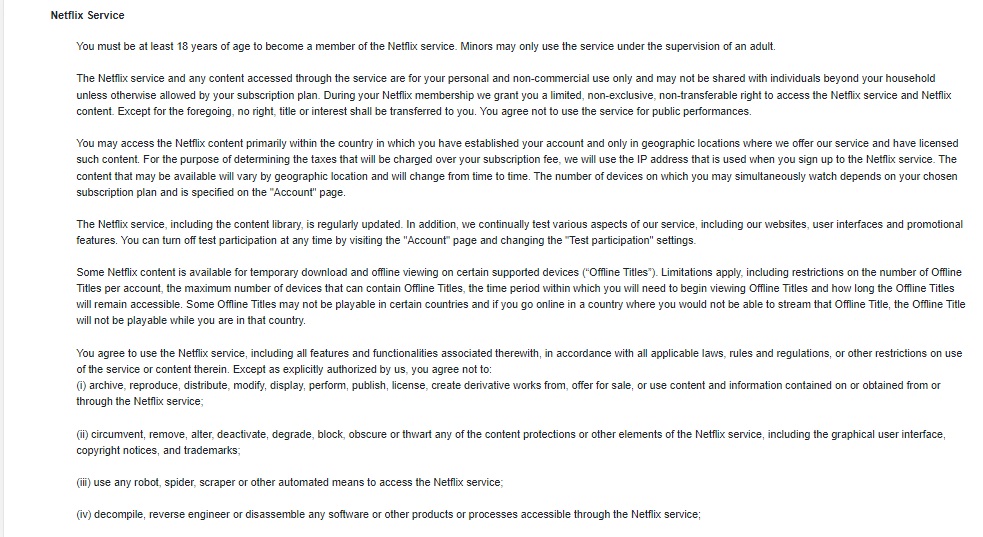 Netflix Service
You must be at least 18 years of age to become a member of the Netflix service. Minors may only use the service under the supervision of an adult.
The Netflix service and any content accessed through the service are for your personal and non-commercial use only and may not be shared with individuals beyond your household
unless otherwise allowed by your subscription plan. During your Netflix membership we grant you a limited, non-exclusive, non-transferable right to access the Netflix service and Netflix
content. Except for the foregoing, no right, title or interest shall be transferred to you. You agree not to use the service for public performances.
You may access the Netflix content primarily within the country in which you have established your account and only in geographic locations where we offer our service and have licensed
such content. For the purpose of determining the taxes that will be charged over your subscription fee, we will use the IP address that is used when you sign up to the Netflix service. The
content that may be available will vary by geographic location and will change from time to time. The number of devices on which you may simultaneously watch depends on your chosen
subscription plan and is specified on the "Account" page.
The Netflix service, including the content library, is regularly updated. In addition, we continually test various aspects of our service, including our websites, user interfaces and promotional
features. You can turn off test participation at any time by visiting the "Account" page and changing the "Test participation" settings.
Some Netflix content is available for temporary download and offline viewing on certain supported devices (“Offline Titles”). Limitations apply, including restrictions on the number of Offline
Titles per account, the maximum number of devices that can contain Offline Titles, the time period within which you will need to begin viewing Offline Titles and how long the Offline Titles
will remain accessible. Some Offline Titles may not be playable in certain countries and if you go online in a country where you would not be able to stream that Offline Title, the Offline Title
will not be playable while you are in that country.
You agree to use the Netflix service, including all features and functionalities associated therewith, in accordance with all applicable laws, rules and regulations, or other restrictions on use
of the service or content therein. Except as explicitly authorized by us, you agree not to:
(i) archive, reproduce, distribute, modify, display, perform, publish, license, create derivative works from, offer for sale, or use content and information contained on or obtained from or
through the Netflix service;
(ii) circumvent, remove, alter, deactivate, degrade, block, obscure or thwart any of the content protections or other elements of the Netflix service, including the graphical user interface,
copyright notices, and trademarks;
(iii) use any robot, spider, scraper or other automated means to access the Netflix service;
(iv) decompile, reverse engineer or disassemble any software or other products or processes accessible through the Netflix service;